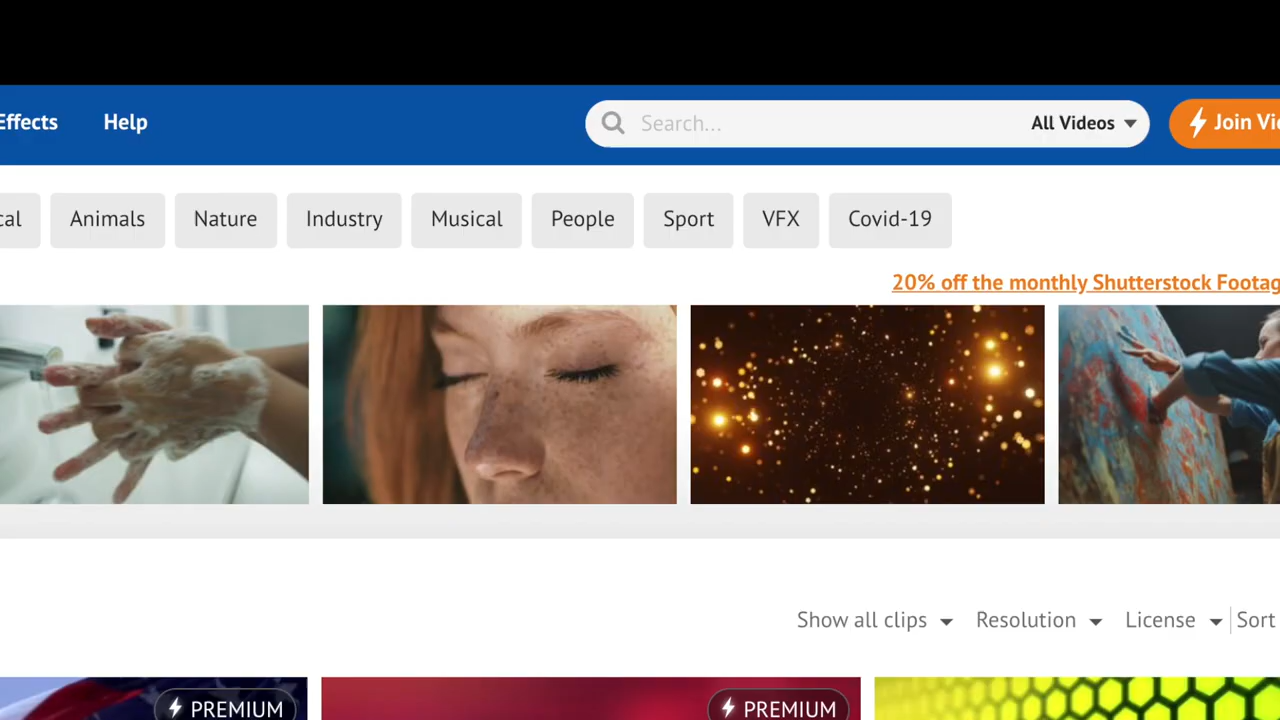 Effects Help Search... All Videos Join Vi
cal Animals Nature Industry Musical People Sport VFX Covid-19
20% off the monthly Shutterstock Footag
Show all clips Resolution License Sort
PREMIUM PREMIUM